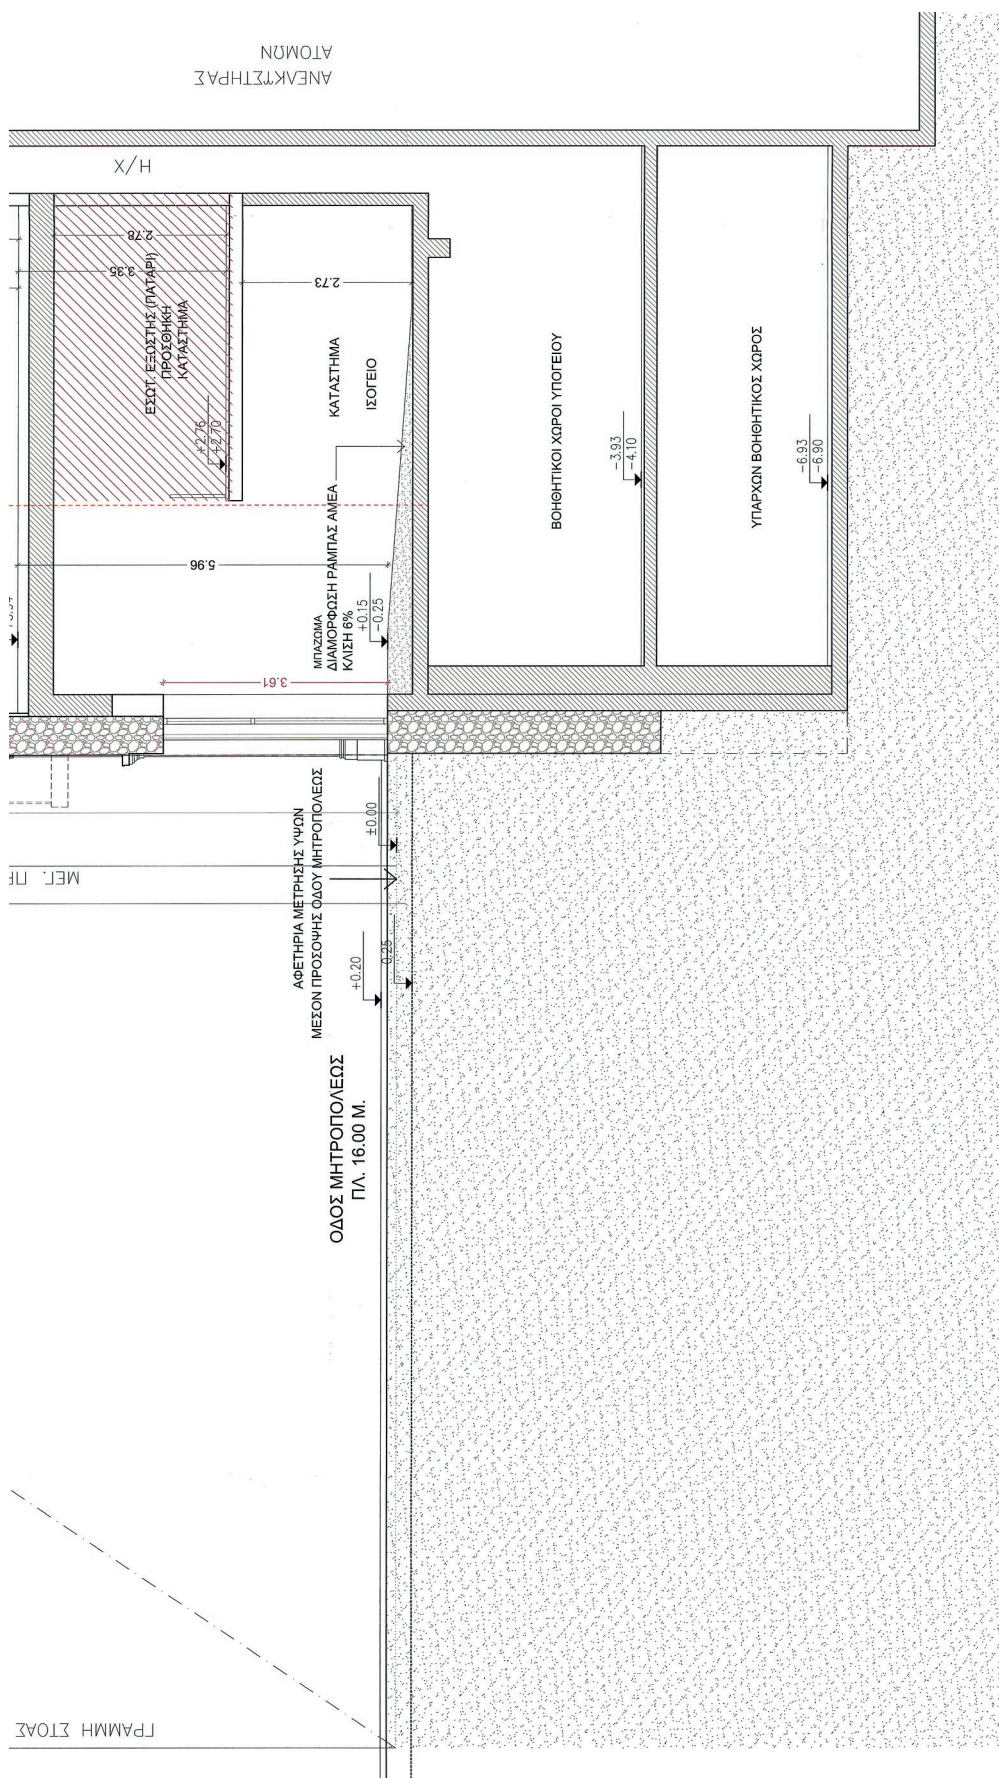 ΑΝΕΛΚΥΣΤΗΡΑΣ
ΑΤΟΜΩΝ
Η/Χ
2.78
3.35
ΕΣΩΤ. ΕΞΩΣΤΗΣ (ΠΑΤΑΡΙ)
ΠΡΟΣΘΗΚΗ
ΚΑΤΑΣΤΗΜΑ
+2.76
+2.70
2.73
ΚΑΤΑΣΤΗΜΑ
ΙΣΟΓΕΙΟ
5.96
ΜΠΑΖΩΜΑ
ΔΙΑΜΟΡΦΩΣΗ ΡΑΜΠΑΣ ΑΜΕΑ
ΚΛΙΣΗ 6%
+0.15
-0.25
3.61
ΒΟΗΘΗΤΙΚΟΙ ΧΩΡΟΙ ΥΠΟΓΕΙΟΥ
-3.93
-4.10
ΥΠΑΡΧΩΝ ΒΟΗΘΗΤΙΚΟΣ ΧΩΡΟΣ
-6.93
-6.90
ΑΦΕΤΗΡΙΑ ΜΕΤΡΗΣΗΣ ΥΨΩΝ
ΜΕΣΟΝ ΠΡΟΣΟΨΗΣ ΟΔΟΥ ΜΗΤΡΟΠΟΛΕΩΣ
±0.00
ΜΕΓ.
+0.20
0.25
ΟΔΟΣ ΜΗΤΡΟΠΟΛΕΩΣ
ΠΛ. 16.00 Μ.
ΓΡΑΜΜΗ ΣΤΟΑΣ